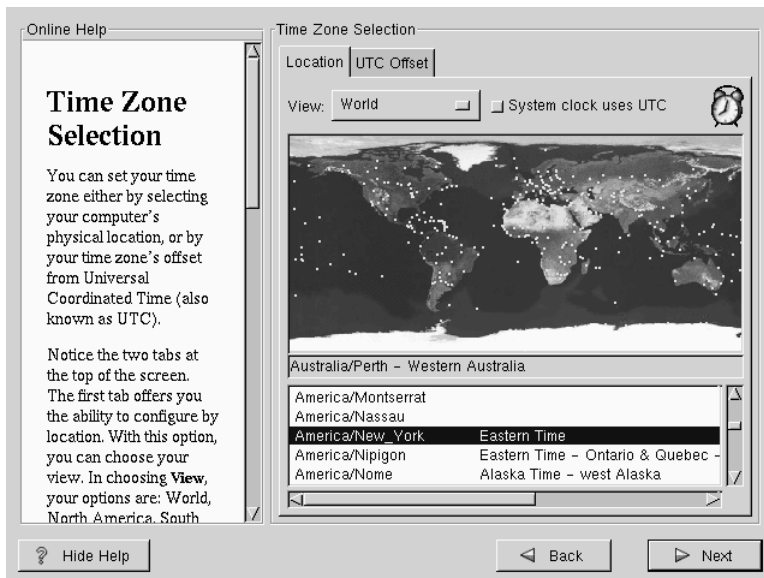 Online Help
Time Zone
Selection
You can set your time
zone either by selecting
your computer's
physical location, or by
your time zone's offset
from Universal
Coordinated Time (also
known as UTC).
Notice the two tabs at
the top of the screen.
The first tab offers you
the ability to configure by
location. With this option,
you can choose your
view. In choosing View,
your options are: World,
North America, South
Time Zone Selection
Location UTC Offset
View: World System clock uses UTC
Australia/Perth - Western Australia
America/Montserrat
America/Nassau
America/New_York Eastern Time
America/Nipigon Eastern Time - Ontario & Quebec -
America/Nome Alaska Time - west Alaska
Hide Help Back Next